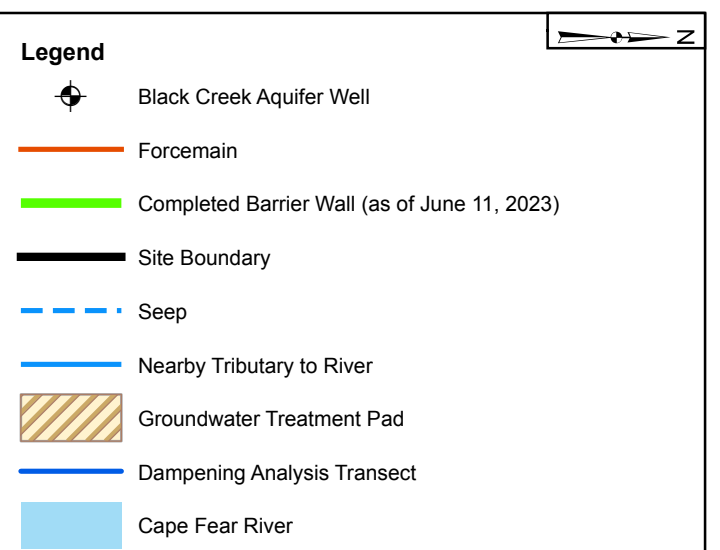 N
Legend
Black Creek Aquifer Well
Forcemain
Completed Barrier Wall (as of June 11, 2023)
Site Boundary
Seep
Nearby Tributary to River
Groundwater Treatment Pad
Dampening Analysis Transect
Cape Fear River